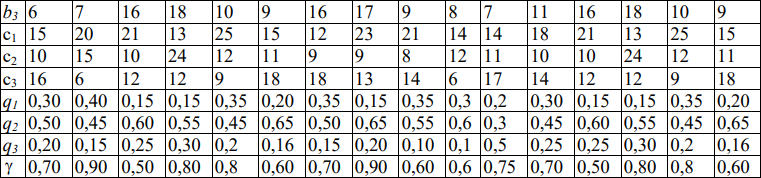 b3 6 7 16 18 10 9 16 17 9 8 7 11 16 18 10 9
c1 15 20 21 13 25 15 12 23 21 14 14 18 21 13 25 15
c2 10 15 10 24 12 11 9 9 8 12 11 10 10 24 12 11
c3 16 6 12 12 9 18 18 13 14 6 17 14 12 12 9 18
q1 0,30 0,40 0,15 0,15 0,35 0,20 0,35 0,15 0,35 0,3 0,2 0,30 0,15 0,15 0,35 0,20
q2 0,50 0,45 0,60 0,55 0,45 0,65 0,50 0,65 0,55 0,6 0,3 0,45 0,60 0,55 0,45 0,65
q3 0,20 0,15 0,25 0,30 0,2 0,16 0,15 0,20 0,10 0,1 0,5 0,25 0,25 0,30 0,2 0,16
γ 0,70 0,90 0,50 0,80 0,8 0,60 0,70 0,90 0,60 0,6 0,75 0,70 0,50 0,80 0,8 0,60